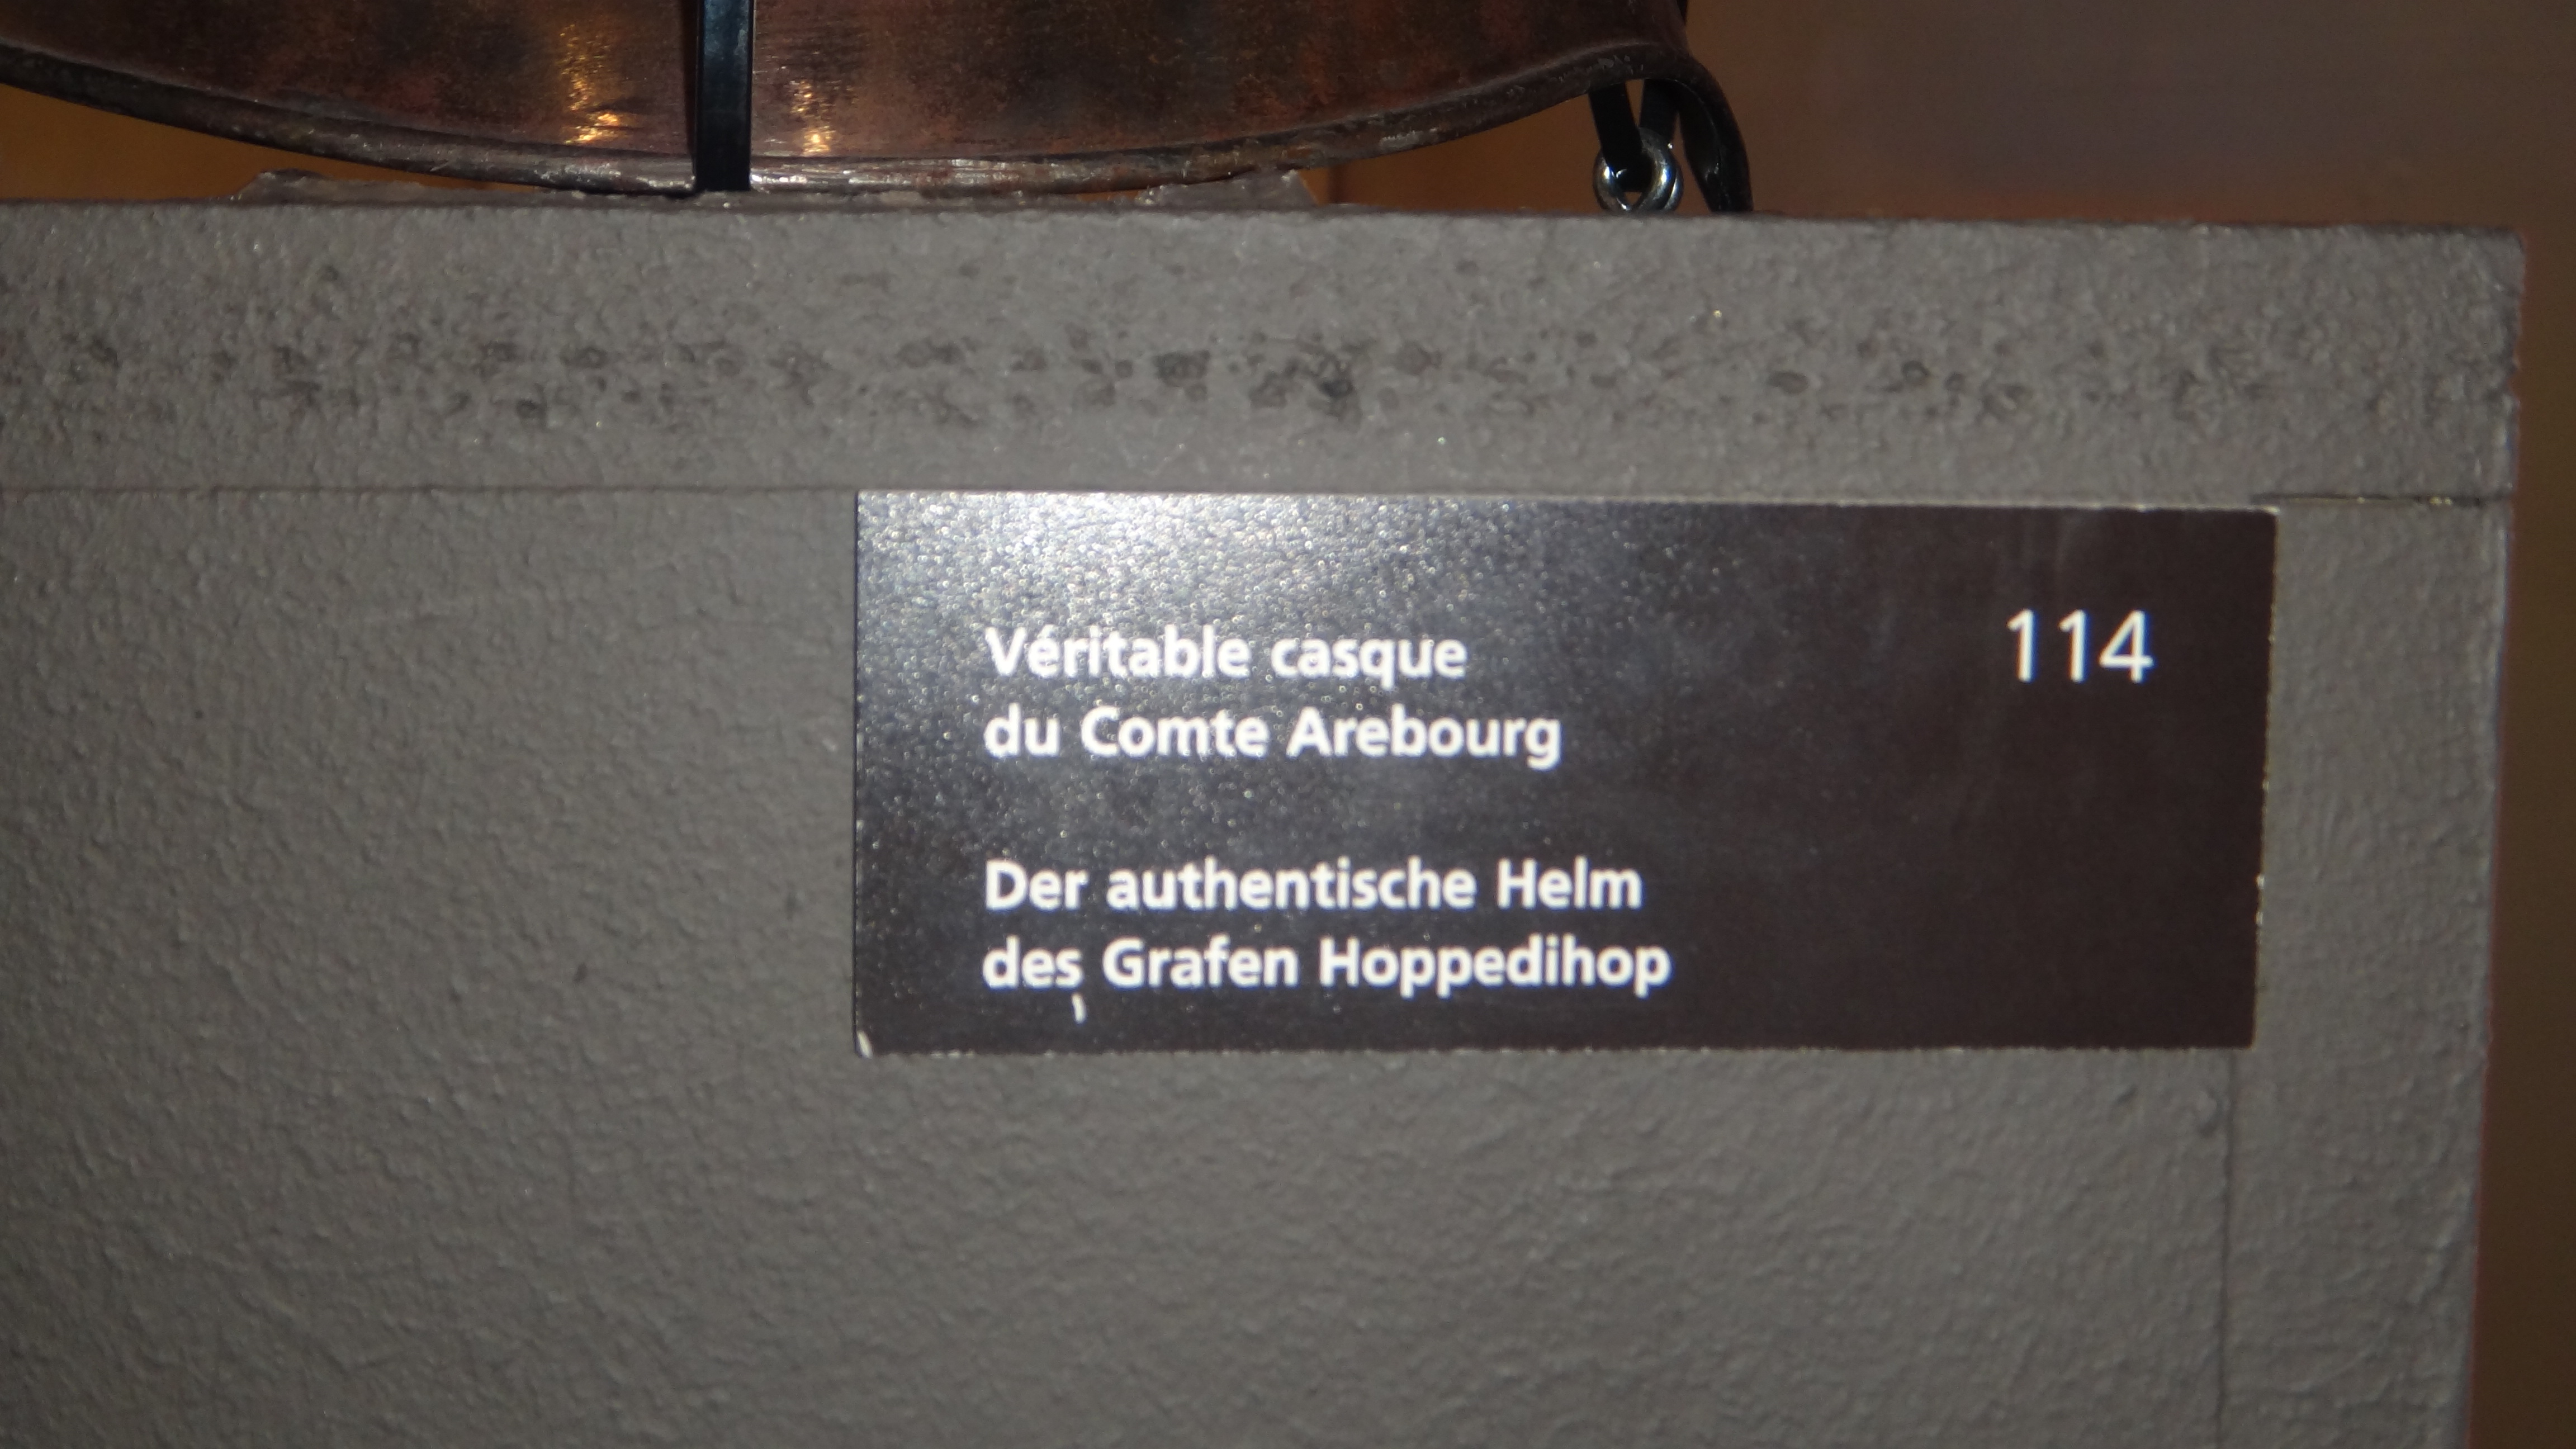 Véritable casque
du Comte Arebourg
114
Der authentische Helm
des Grafen Hoppedihop